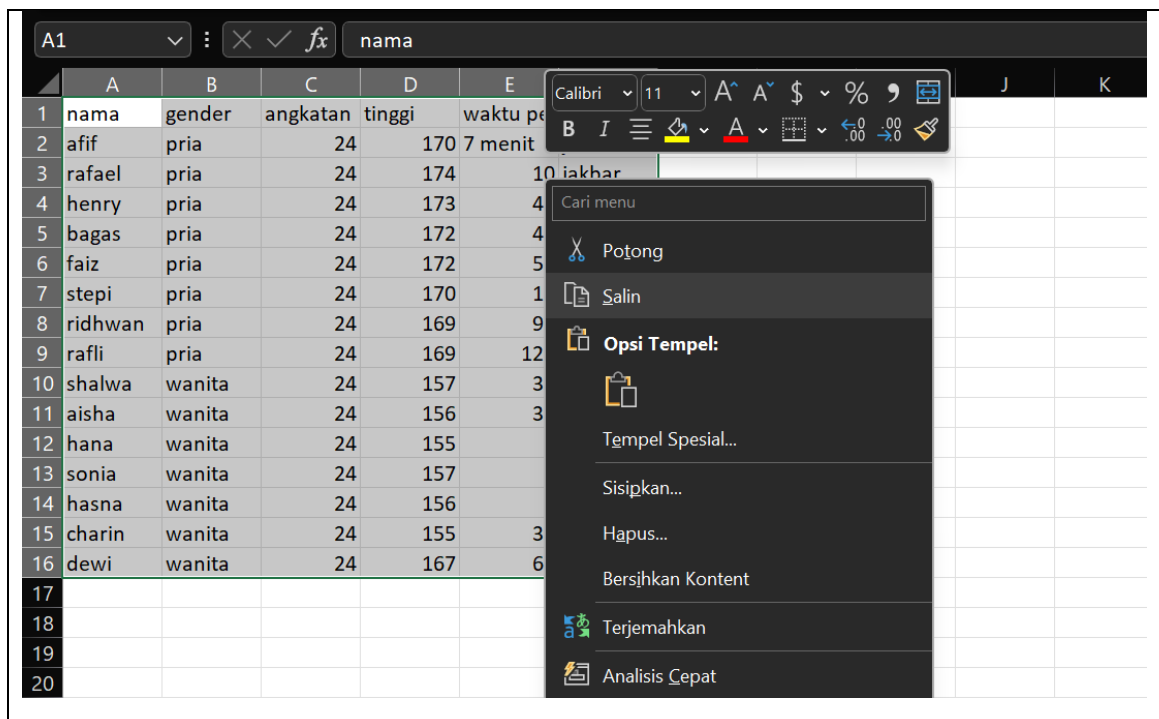 A1 fx nama
A B C D E J K
1 nama gender angkatan tinggi waktu pe
2 afif pria 24 170 7 menit
3 rafael pria 24 174 10 jakbar
4 henry pria 24 173 4
5 bagas pria 24 172 4
6 faiz pria 24 172 5
7 stepi pria 24 170 1
8 ridhwan pria 24 169 9
9 rafli pria 24 169 12
10 shalwa wanita 24 157 3
11 aisha wanita 24 156 3
12 hana wanita 24 155
13 sonia wanita 24 157
14 hasna wanita 24 156
15 charin wanita 24 155 3
16 dewi wanita 24 167 6
17
18
19
20
Calibri 11 A A $ % 9
B I A ,00 ,00
Cari menu
Potong
Salin
Opsi Tempel:
Tempel Spesial...
Sisipkan...
Hapus...
Bersihkan Konten
Terjemahkan
Analisis Cepat